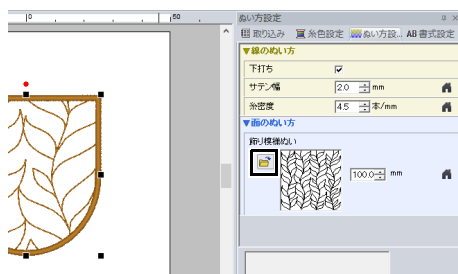 0
50
ぬい方設定
取り込み 糸色設定 ぬい方設... AB 書式設定
▼線のぬい方
下打ち
サテン幅 2.0 mm
糸密度 4.5 本/mm
▼面のぬい方
飾り模様ぬい
100.0 mm